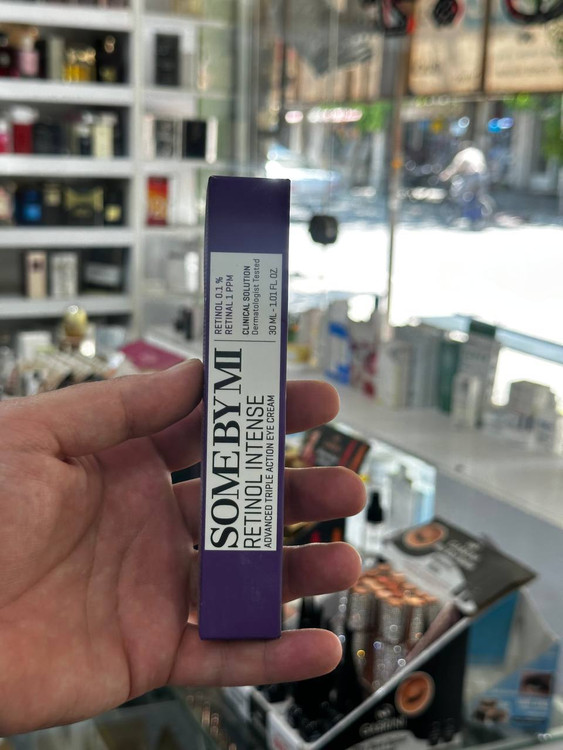 SOME BY MI
RETINOL INTENSE
ADVANCED TRIPLE ACTION EYE CREAM
RETINOL 0.1 %
RETINAL 1 PPM
CLINICAL SOLUTION
Dermatologist Tested
30 ML - 1.01 FL. OZ.